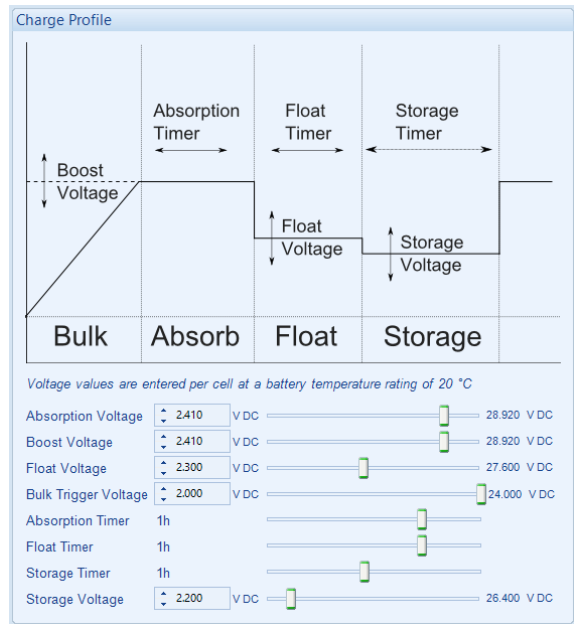 Charge Profile
Absorption Timer
Float Timer
Storage Timer
Boost Voltage
Float Voltage
Storage Voltage
Bulk Absorb Float Storage
Voltage values are entered per cell at a battery temperature rating of 20 °C
Absorption Voltage 2.410 V DC 28.920 V DC
Boost Voltage 2.410 V DC 28.920 V DC
Float Voltage 2.300 V DC 27.600 V DC
Bulk Trigger Voltage 2.000 V DC 24.000 V DC
Absorption Timer 1h
Float Timer 1h
Storage Timer 1h
Storage Voltage 2.200 V DC 26.400 V DC